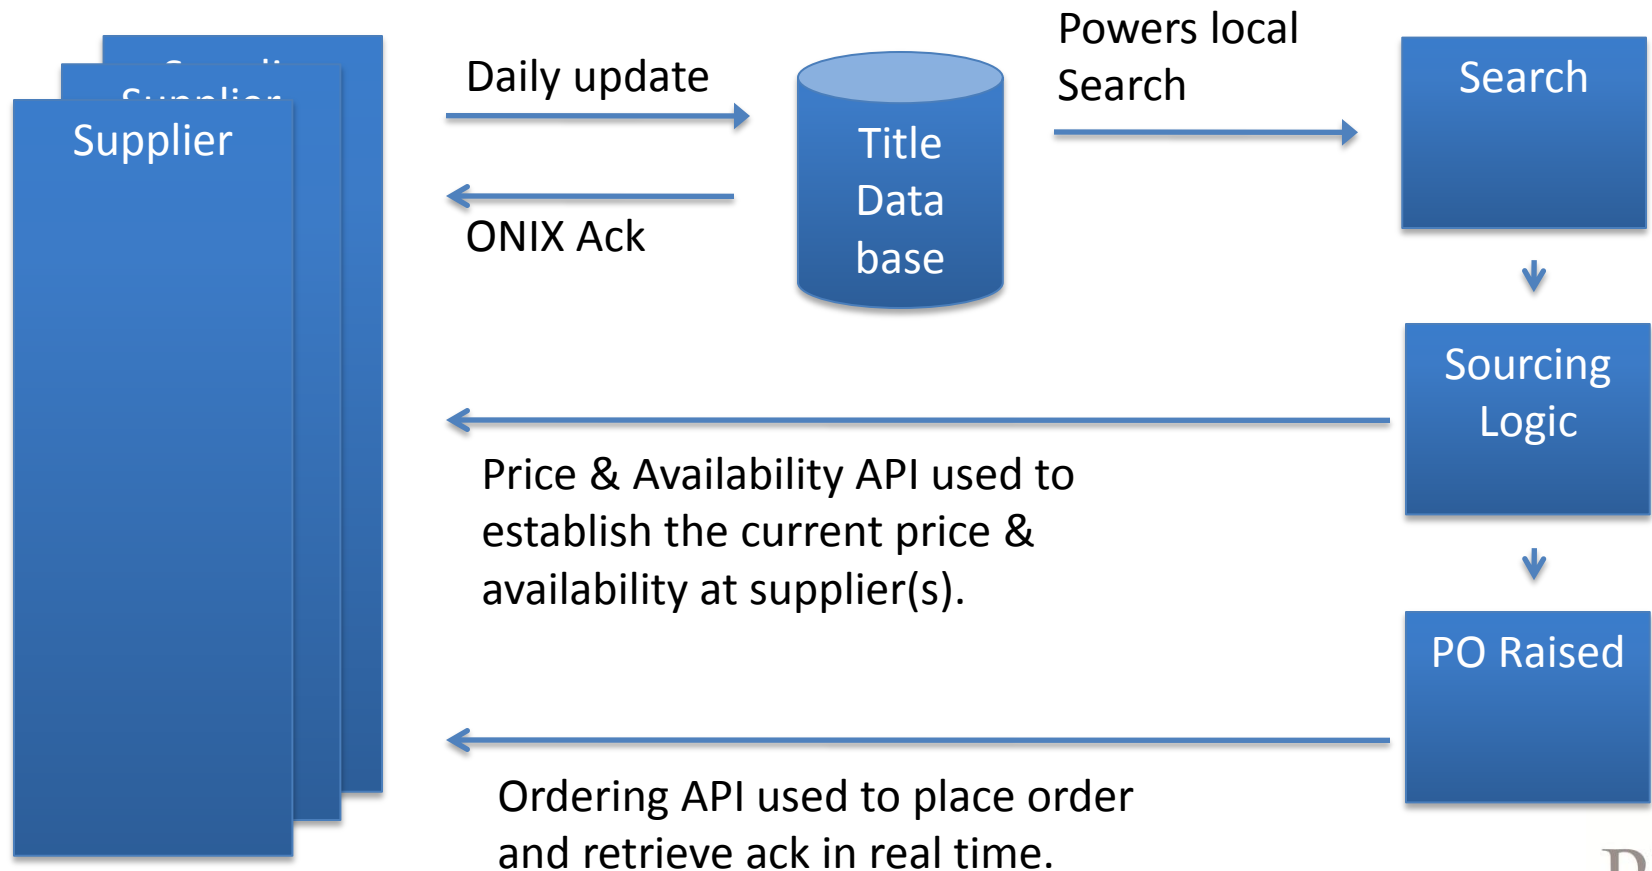 Supplier
Supplier
Daily update
ONIX Ack
Title
Data
base
Powers local
Search
Search
Sourcing
Logic
Price & Availability API used to
establish the current price &
availability at supplier(s).
PO Raised
Ordering API used to place order
and retrieve ack in real time.